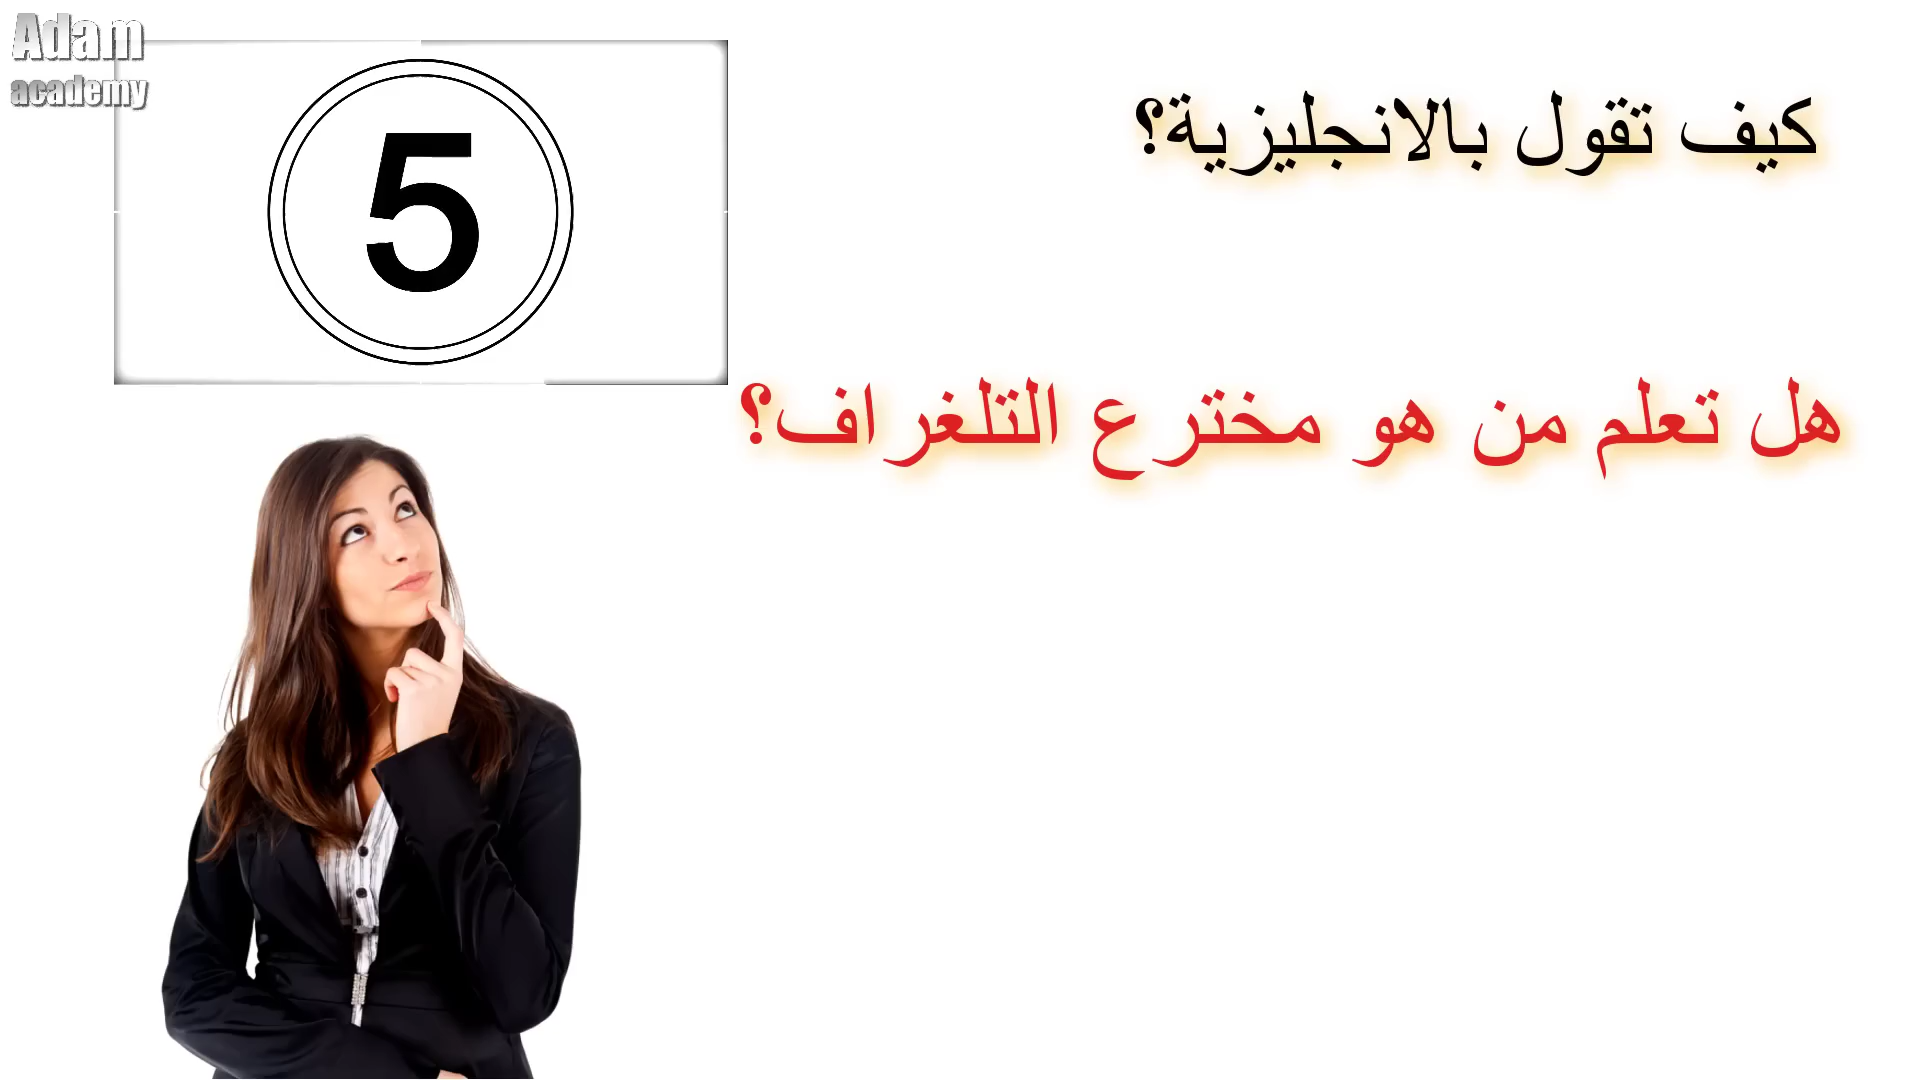 Adam
academy
5
كيف تقول بالانجليزية؟
هل تعلم من هو مخترع التلغراف؟